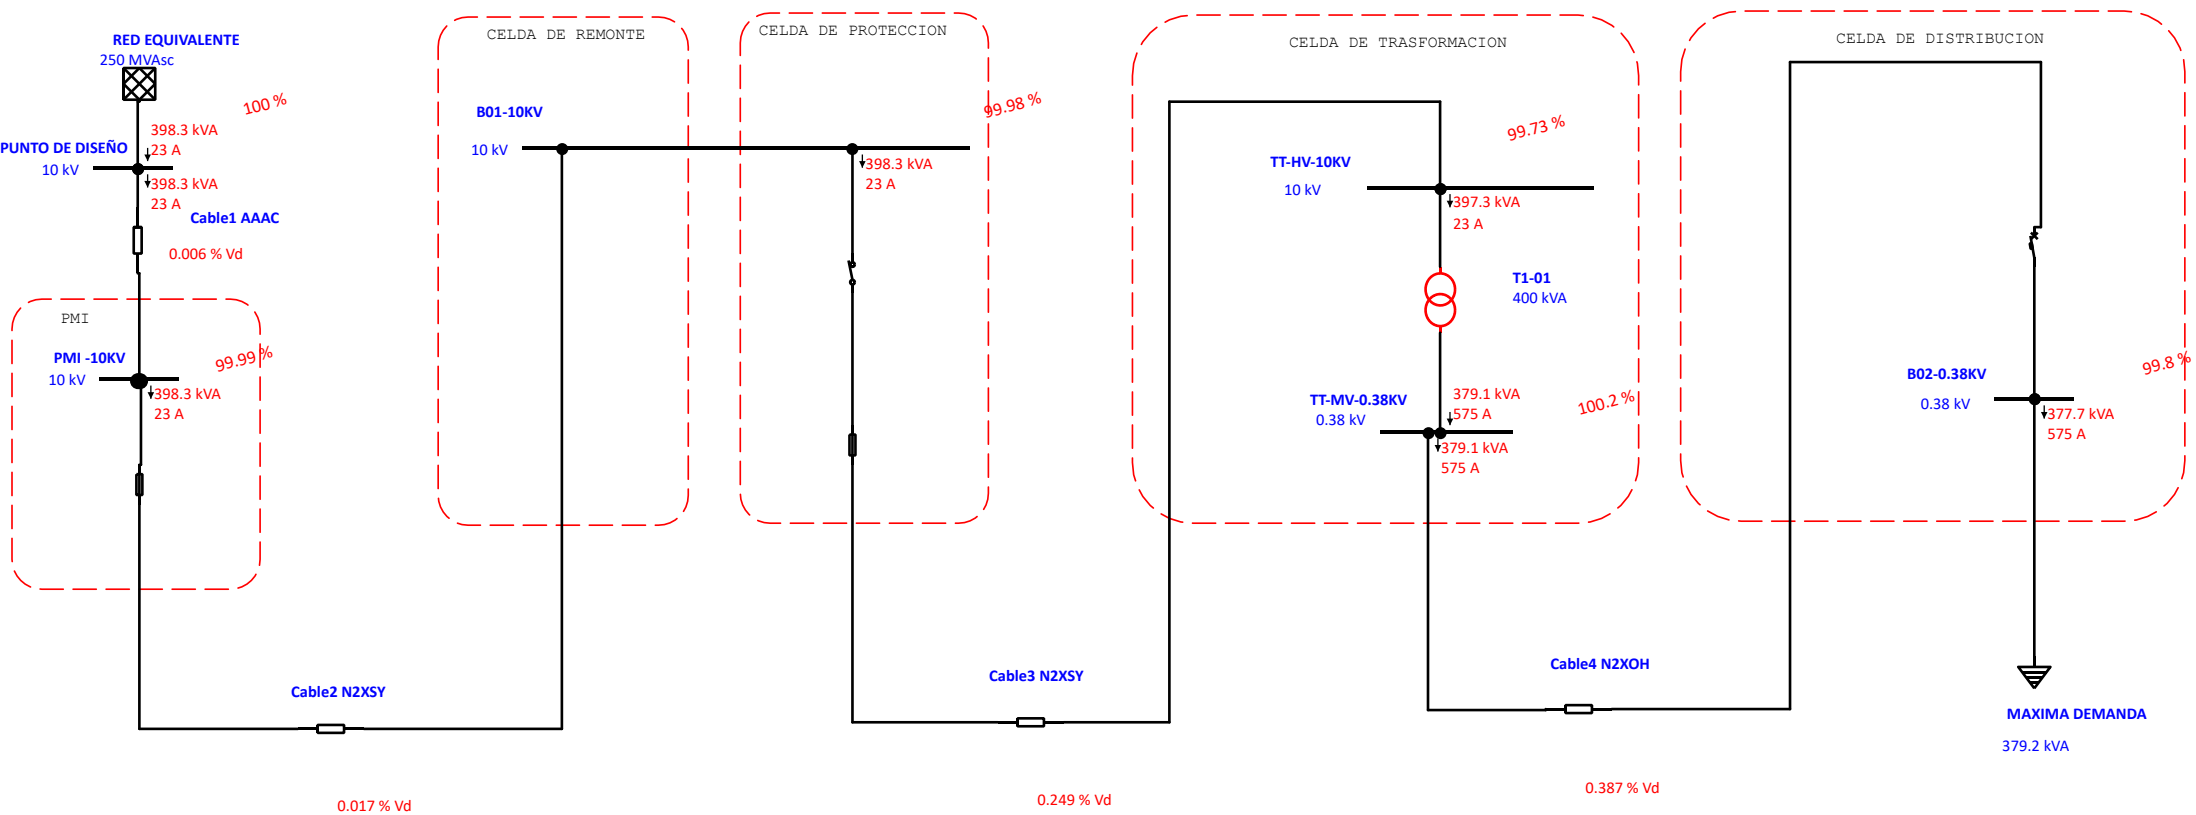 RED EQUIVALENTE
250 MVAsc
100 %
398.3 kVA
23 A
PUNTO DE DISEÑO
10 kV
398.3 kVA
23 A
Cable1 AAAC
0.006 % Vd
PMI
PMI -10KV
10 kV
99.99 %
398.3 kVA
23 A
Cable2 N2XSY
0.017 % Vd
CELDA DE REMONTE
B01-10KV
10 kV
CELDA DE PROTECCION
99.98 %
398.3 kVA
23 A
Cable3 N2XSY
0.249 % Vd
CELDA DE TRASFORMACION
99.73 %
TT-HV-10KV
10 kV
397.3 kVA
23 A
T1-01
400 kVA
TT-MV-0.38KV
0.38 kV
379.1 kVA
575 A
100.2 %
379.1 kVA
575 A
Cable4 N2XOH
0.387 % Vd
CELDA DE DISTRIBUCION
B02-0.38KV
0.38 kV
99.8 %
377.7 kVA
575 A
MAXIMA DEMANDA
379.2 kVA